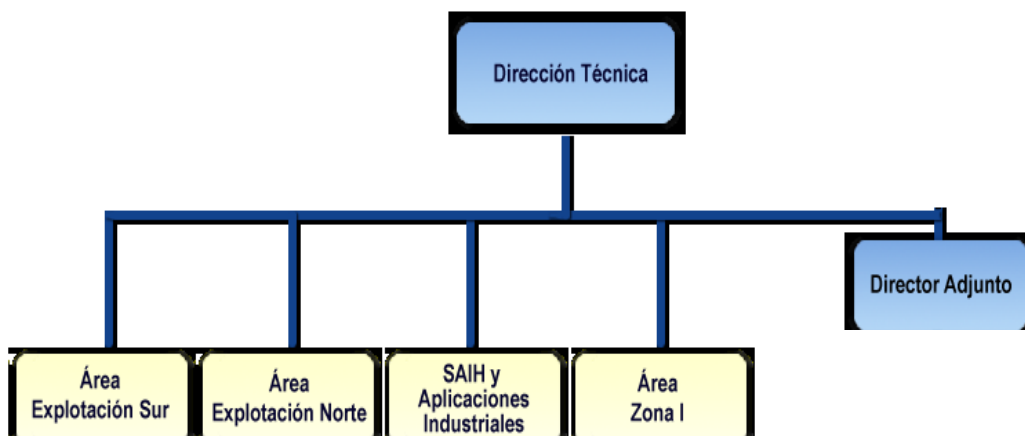 Dirección Técnica
Director Adjunto
Área
Explotación Sur
Área
Explotación Norte
SAIH y
Aplicaciones
Industriales
Área
Zona I